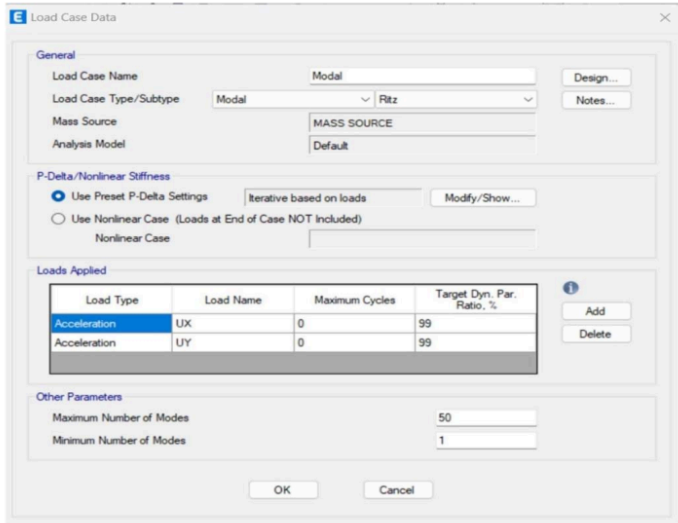 E Load Case Data
General
Load Case Name Modal Design...
Load Case Type/Subtype Modal Ritz Notes...
Mass Source MASS SOURCE
Analysis Model Default
P-Delta/Nonlinear Stiffness
Use Preset P-Delta Settings Iterative based on loads Modify/Show...
Use Nonlinear Case (Loads at End of Case NOT Included)
Nonlinear Case
Loads Applied
Load Type Load Name Maximum Cycles Target Dyn. Par. Ratio, %
Acceleration UX 0 99
Acceleration UY 0 99
Add
Delete
Other Parameters
Maximum Number of Modes 50
Minimum Number of Modes 1
OK Cancel